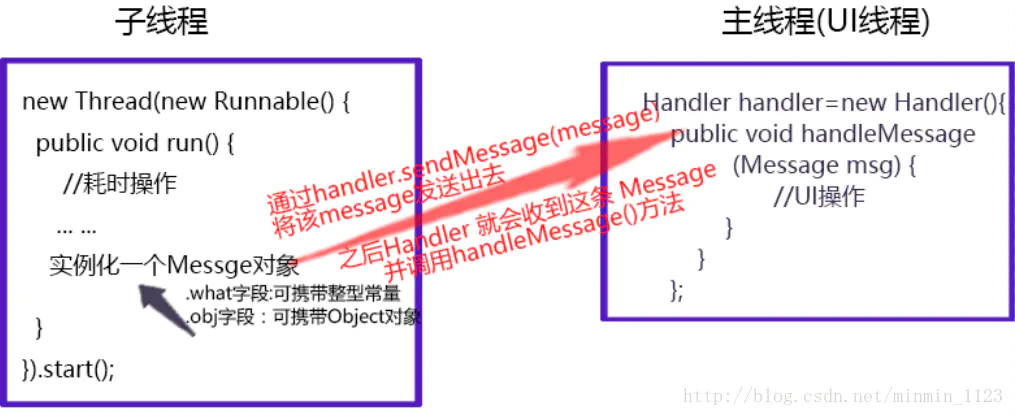 子线程
new Thread(new Runnable() {
public void run() {
//耗时操作
... ...
实例化一个Messge对象
.what字段:可携带整型常量
.obj字段：可携带Object对象
}
}).start();
通过handler.sendMessage(message)
将该message发送出去
之后Handler 就会收到这条 Message
并调用handleMessage()方法
主线程(UI线程)
Handler handler=new Handler(){
public void handleMessage
(Message msg) {
//UI操作
}
}
};
http://blog.csdn.net/minmin_1123